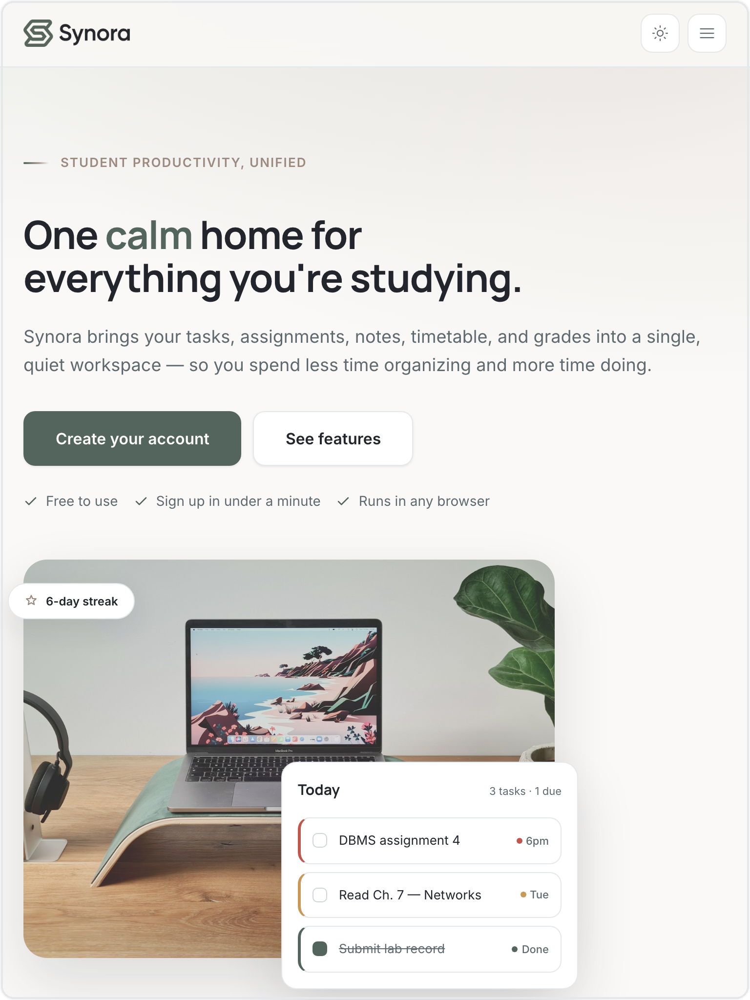 Synora
STUDENT PRODUCTIVITY, UNIFIED
One calm home for
everything you're studying.
Synora brings your tasks, assignments, notes, timetable, and grades into a single,
quiet workspace — so you spend less time organizing and more time doing.
Create your account
See features
Free to use
Sign up in under a minute
Runs in any browser
6-day streak
MacBook Pro
Today
3 tasks · 1 due
DBMS assignment 4
6pm
Read Ch. 7 — Networks
Tue
Submit lab record
Done